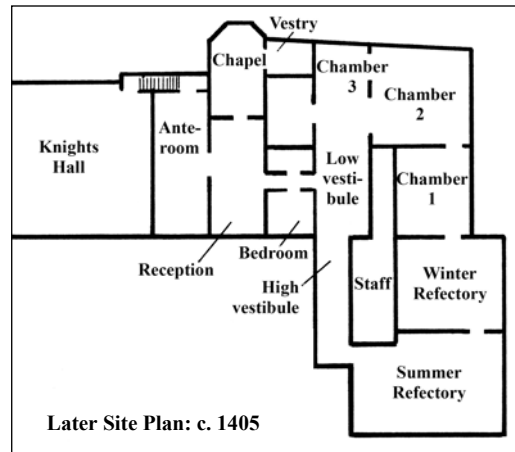 Vestry
Chapel
Chamber
3
Chamber
2
Ante-
room
Knights
Hall
Low
vesti-
bule
Chamber
1
Reception
Bedroom
High
vestibule
Staff
Winter
Refectory
Summer
Refectory
Later Site Plan: c. 1405